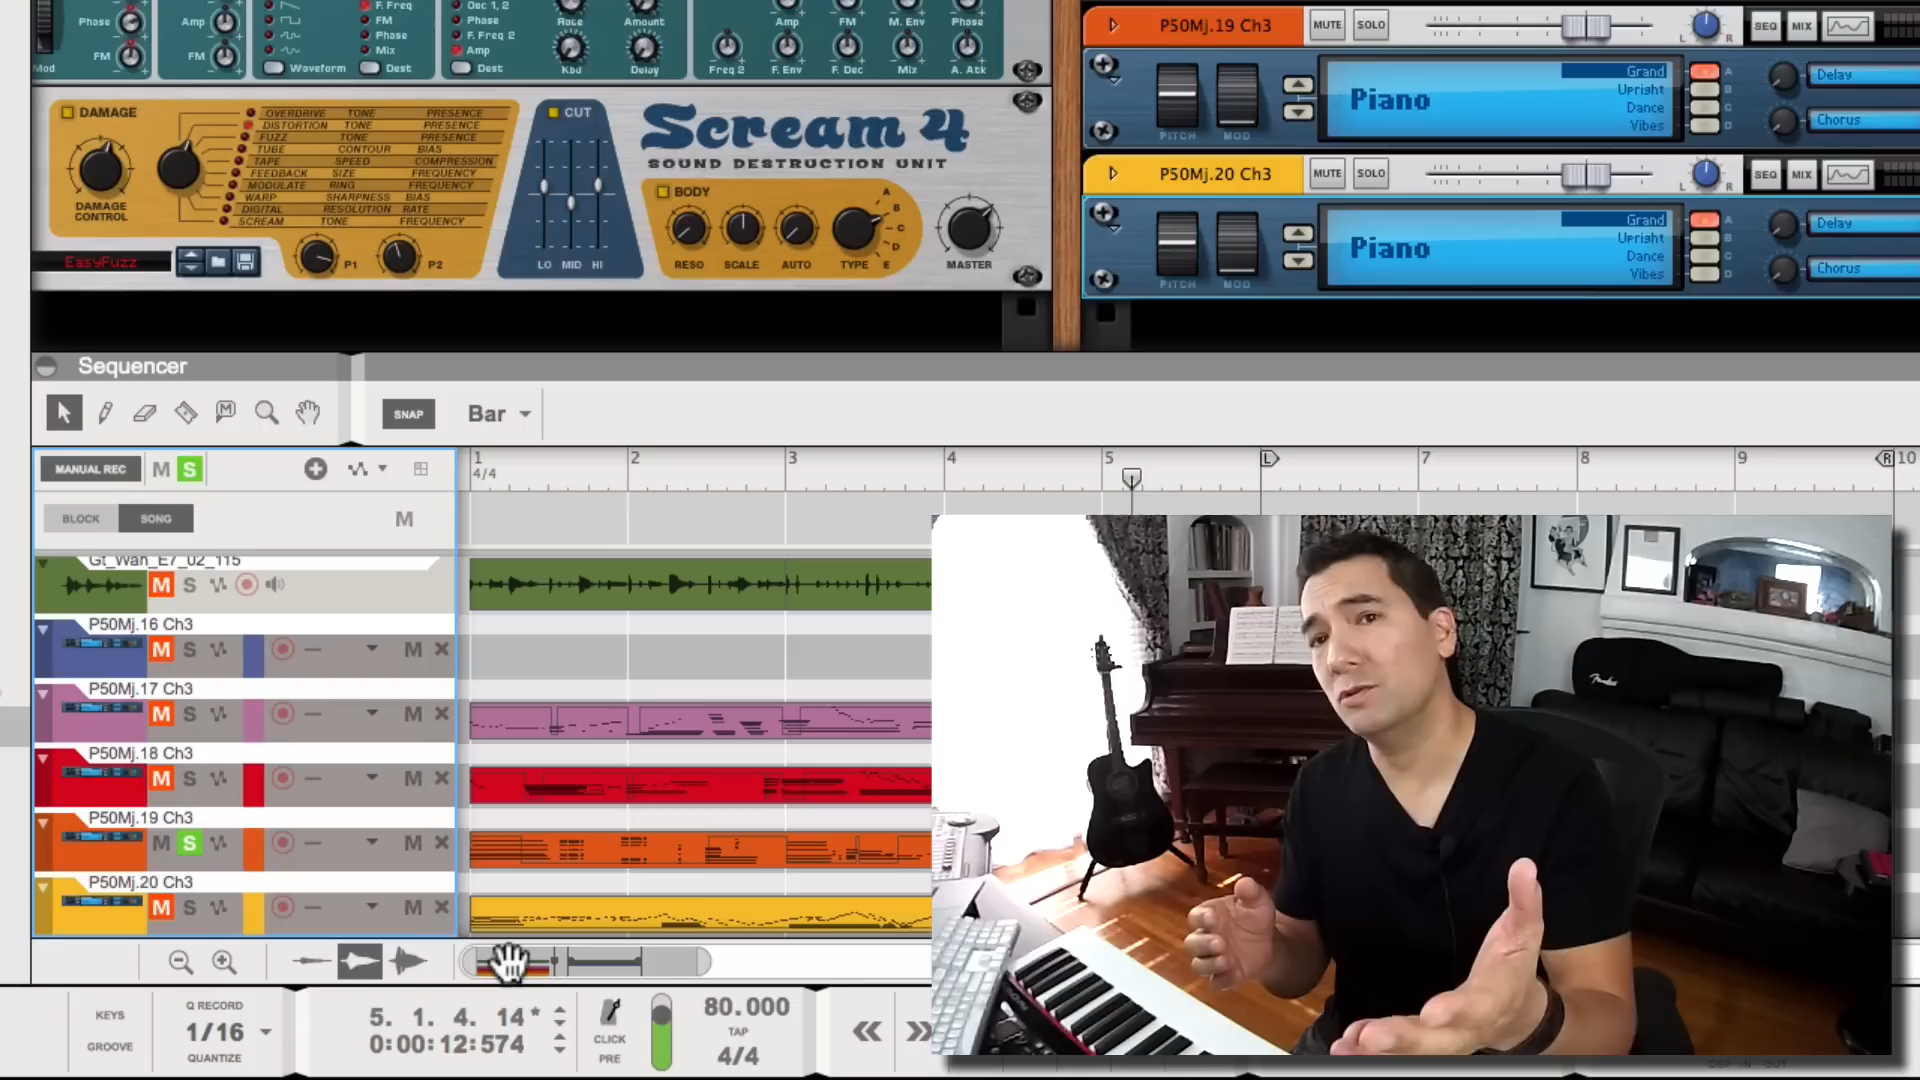 Phase Amp F. Freq Osc 1, 2 Rate Amount Amp FM M. Env Phase
FM Phase
FM Phase F. Freq 2
FM Amp Mix Amp
Mod Waveform Dest Dest Kbd Delay Freq 2 F. Env F. Dec Mix A. Atk
DAMAGE
OVERDRIVE TONE PRESENCE
DISTORTION TONE PRESENCE
FUZZ TONE PRESENCE
TUBE CONTOUR BIAS
TAPE SPEED COMPRESSION
FEEDBACK SIZE FREQUENCY
MODULATE RING FREQUENCY
WARP SHARPNESS BIAS
DIGITAL RESOLUTION RATE
SCREAM TONE FREQUENCY
DAMAGE
CONTROL
EasyFuzz
P1 P2
CUT
LO MID HI
Scream 4
SOUND DESTRUCTION UNIT
BODY
A
B
C
D
E
RESO SCALE AUTO TYPE MASTER
P50Mj.19 Ch3 MUTE SOLO L R SEQ MIX
Piano
Grand A
Upright B
Dance C
Vibes D
Delay
Chorus
PITCH MOD
P50Mj.20 Ch3 MUTE SOLO L R SEQ MIX
Piano
Grand A
Upright B
Dance C
Vibes D
Delay
Chorus
PITCH MOD
Sequencer
M SNAP Bar
MANUAL REC M S
1 2 3 4 5 L 7 8 9 R 10
4/4
BLOCK SONG M
Gt_Wah_E7_02_115
M S
P50Mj.16 Ch3
M S M
P50Mj.17 Ch3
M S M
P50Mj.18 Ch3
M S M
P50Mj.19 Ch3
M S M
P50Mj.20 Ch3
M S M
Fender
KEYS
GROOVE
Q RECORD
1/16
QUANTIZE
5. 1. 4. 14 *
0:00:12:574
CLICK
PRE
80.000
TAP
4/4